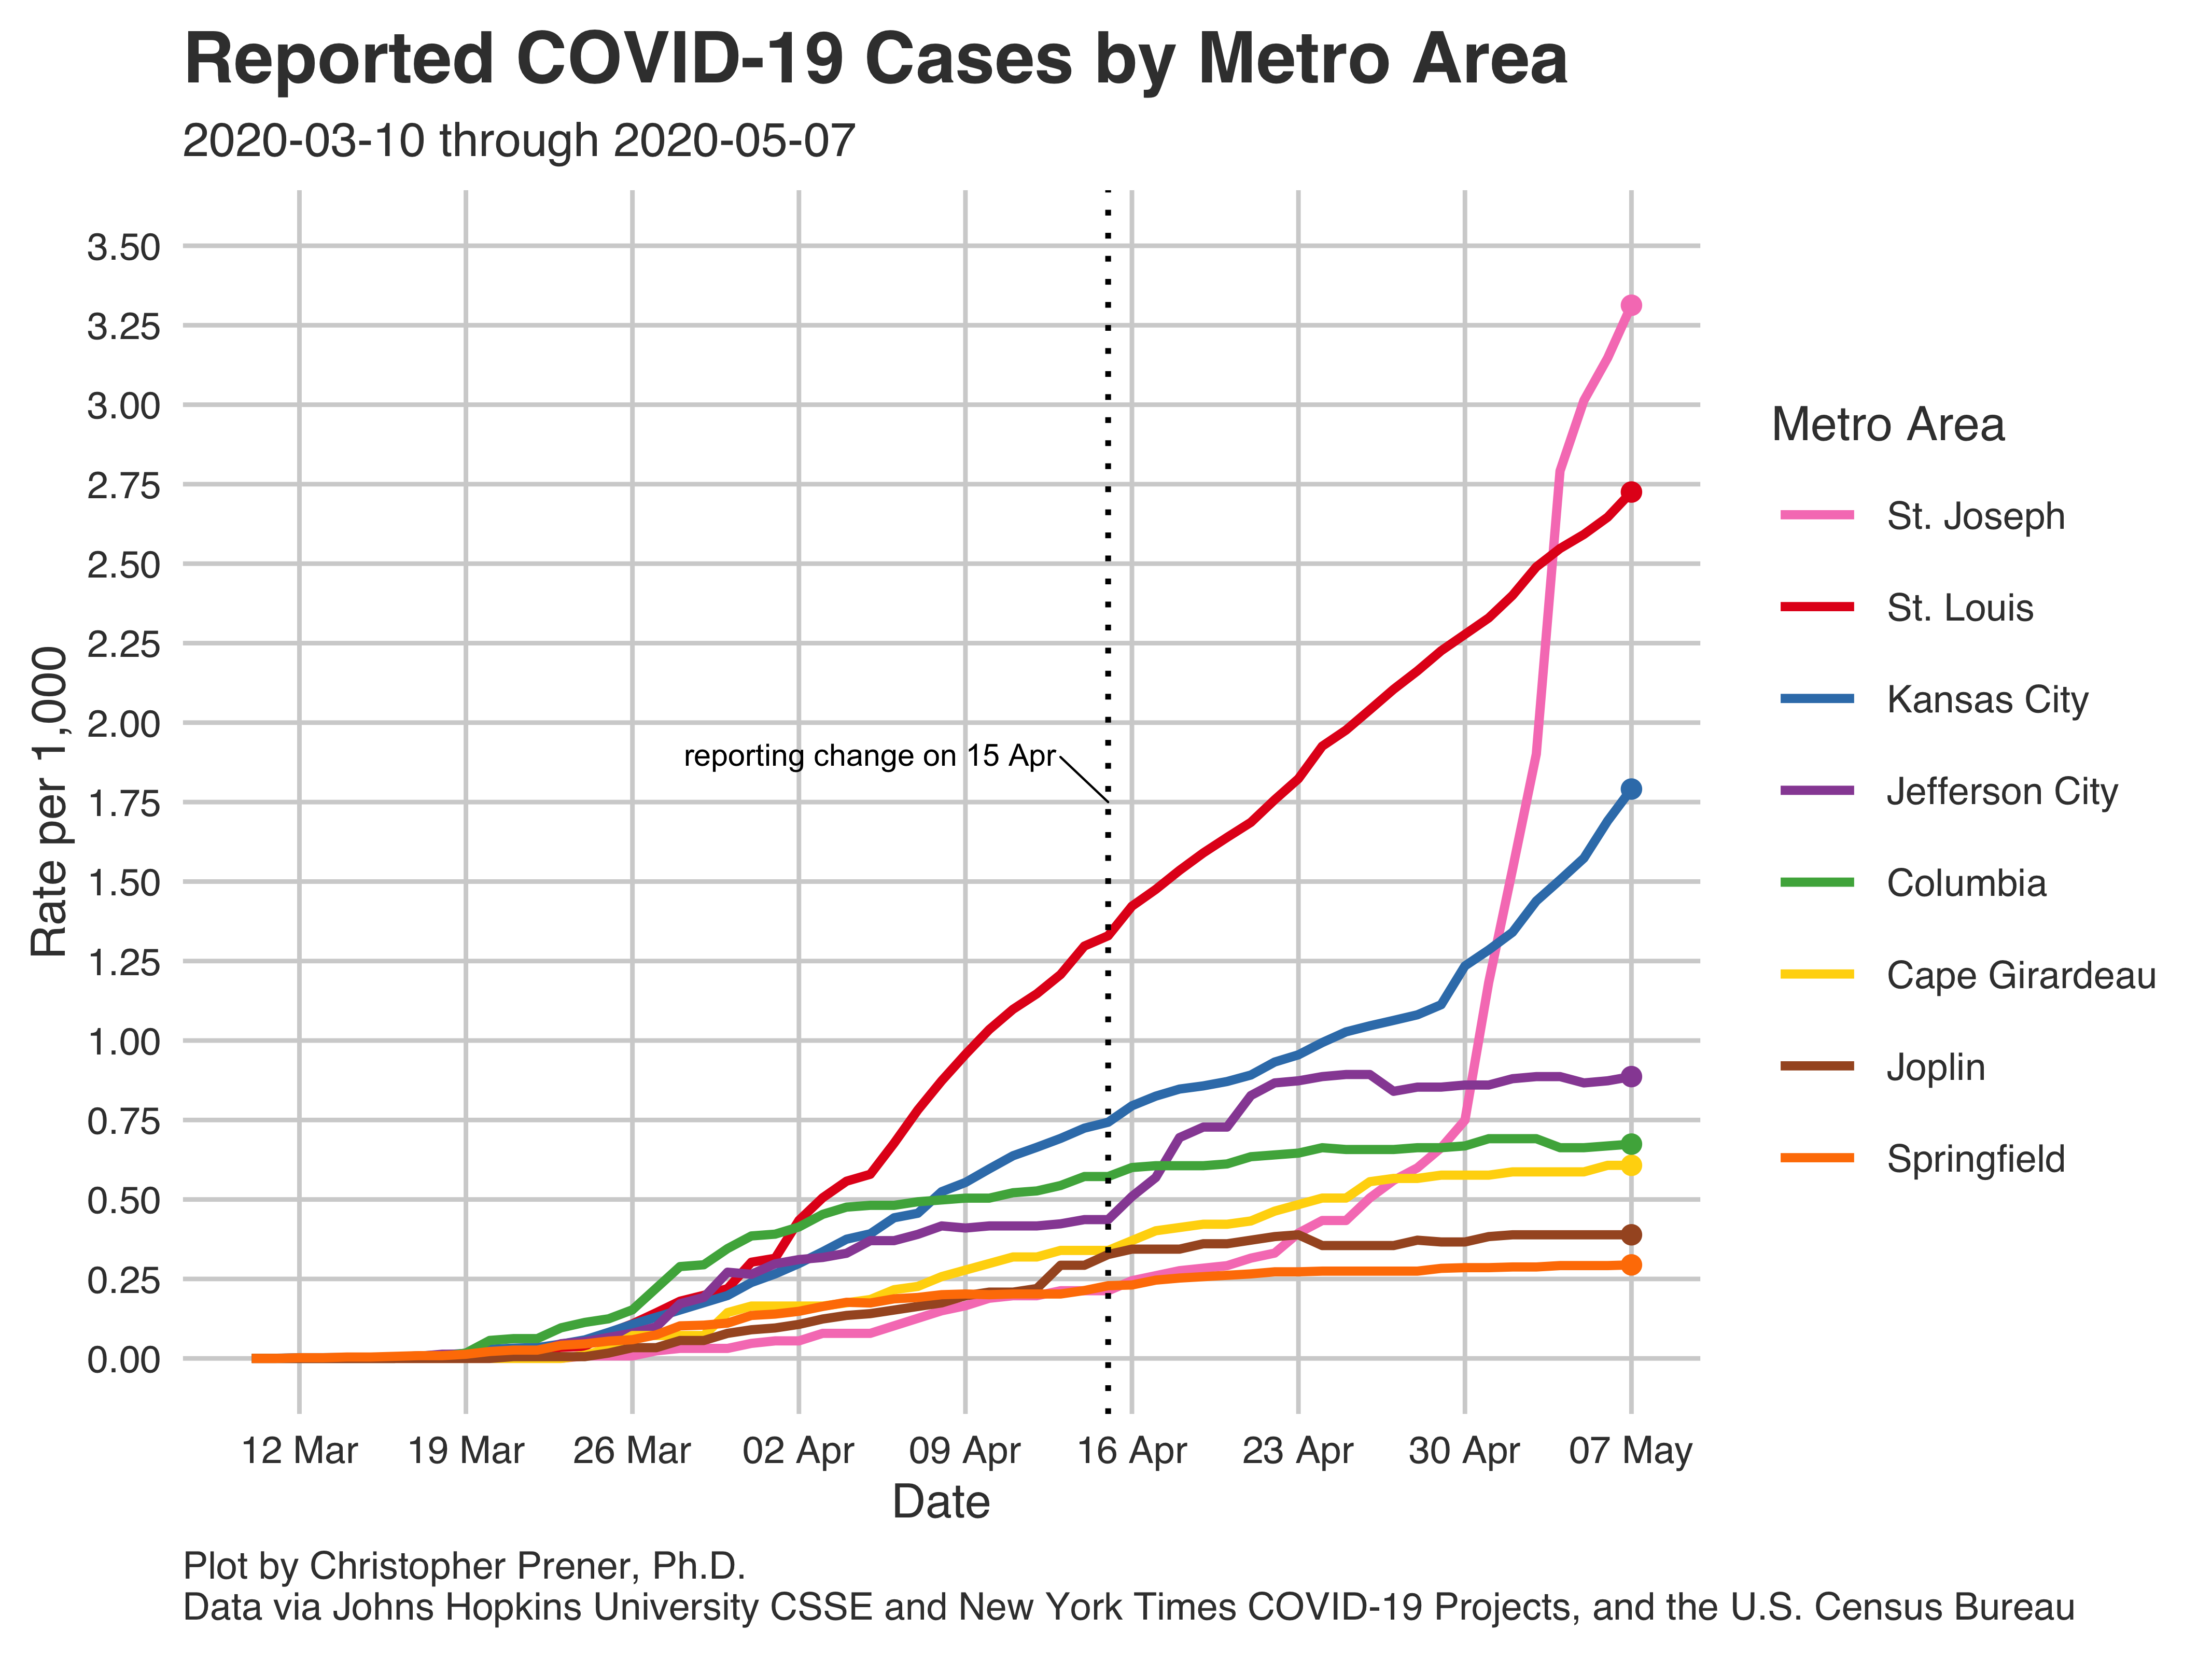 Reported COVID-19 Cases by Metro Area
2020-03-10 through 2020-05-07
Rate per 1,000
3.50
3.25
3.00
2.75
2.50
2.25
2.00
1.75
1.50
1.25
1.00
0.75
0.50
0.25
0.00
reporting change on 15 Apr
12 Mar 19 Mar 26 Mar 02 Apr 09 Apr 16 Apr 23 Apr 30 Apr 07 May
Date
Metro Area
St. Joseph
St. Louis
Kansas City
Jefferson City
Columbia
Cape Girardeau
Joplin
Springfield
Plot by Christopher Prener, Ph.D.
Data via Johns Hopkins University CSSE and New York Times COVID-19 Projects, and the U.S. Census Bureau